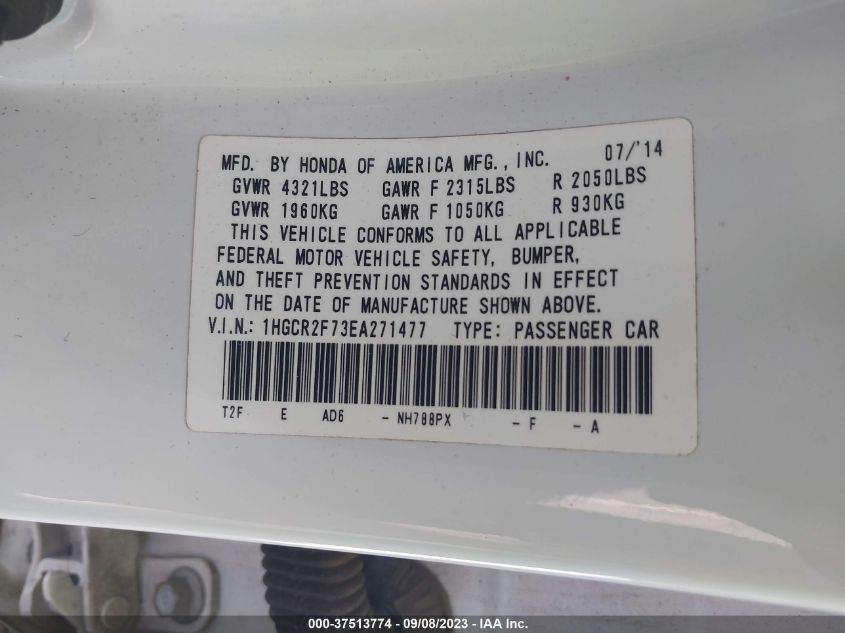 MFD. BY HONDA OF AMERICA MFG., INC. 07/'14
GVWR 4321LBS GAWR F 2315LBS R 2050LBS
GVWR 1960KG GAWR F 1050KG R 930KG
THIS VEHICLE CONFORMS TO ALL APPLICABLE
FEDERAL MOTOR VEHICLE SAFETY, BUMPER,
AND THEFT PREVENTION STANDARDS IN EFFECT
ON THE DATE OF MANUFACTURE SHOWN ABOVE.
V.I.N.: 1HGCR2F73EA271477 TYPE: PASSENGER CAR
T2F E AD6 - NH788PX - F - A
000-37513774 - 09/08/2023 - IAA Inc.